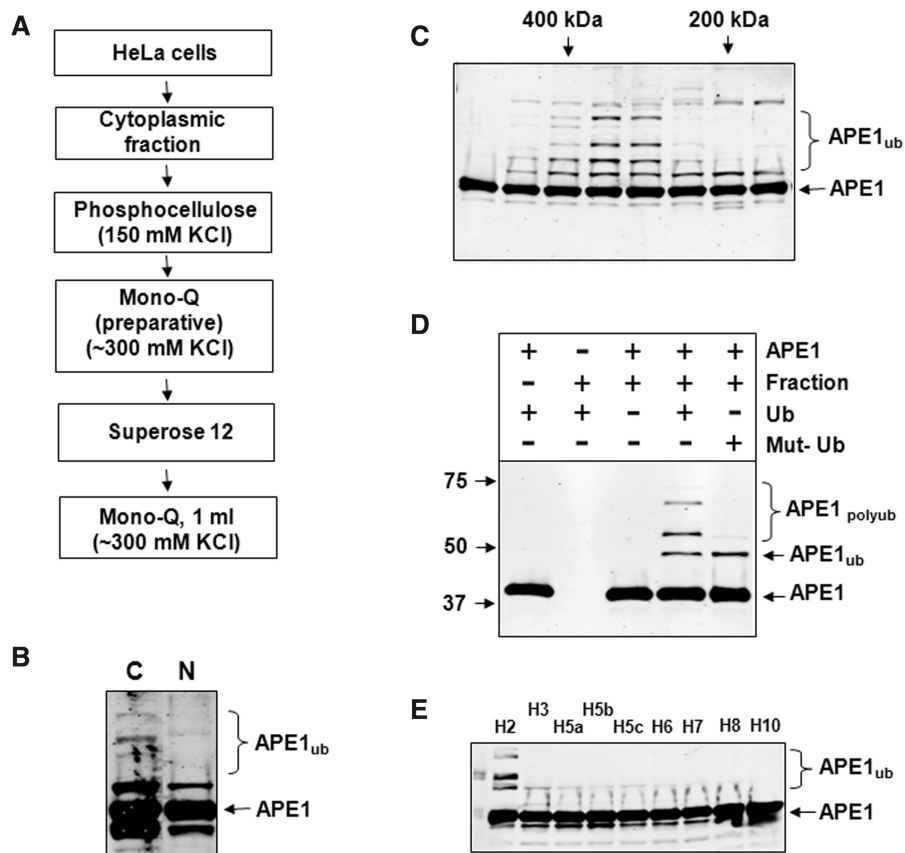 A
HeLa cells
Cytoplasmic
fraction
Phosphocellulose
(150 mM KCl)
Mono-Q
(preparative)
(~300 mM KCl)
Superose 12
Mono-Q, 1 ml
(~300 mM KCl)
B
C N
APE1ub
APE1
C
400 kDa 200 kDa
APE1ub
APE1
D
+ - + + + APE1
- + + + + Fraction
+ + - + - Ub
- - - - + Mut- Ub
75
50
37
APE1 polyub
APE1ub
APE1
E
H2 H3 H5a H5b H5c H6 H7 H8 H10
APE1ub
APE1